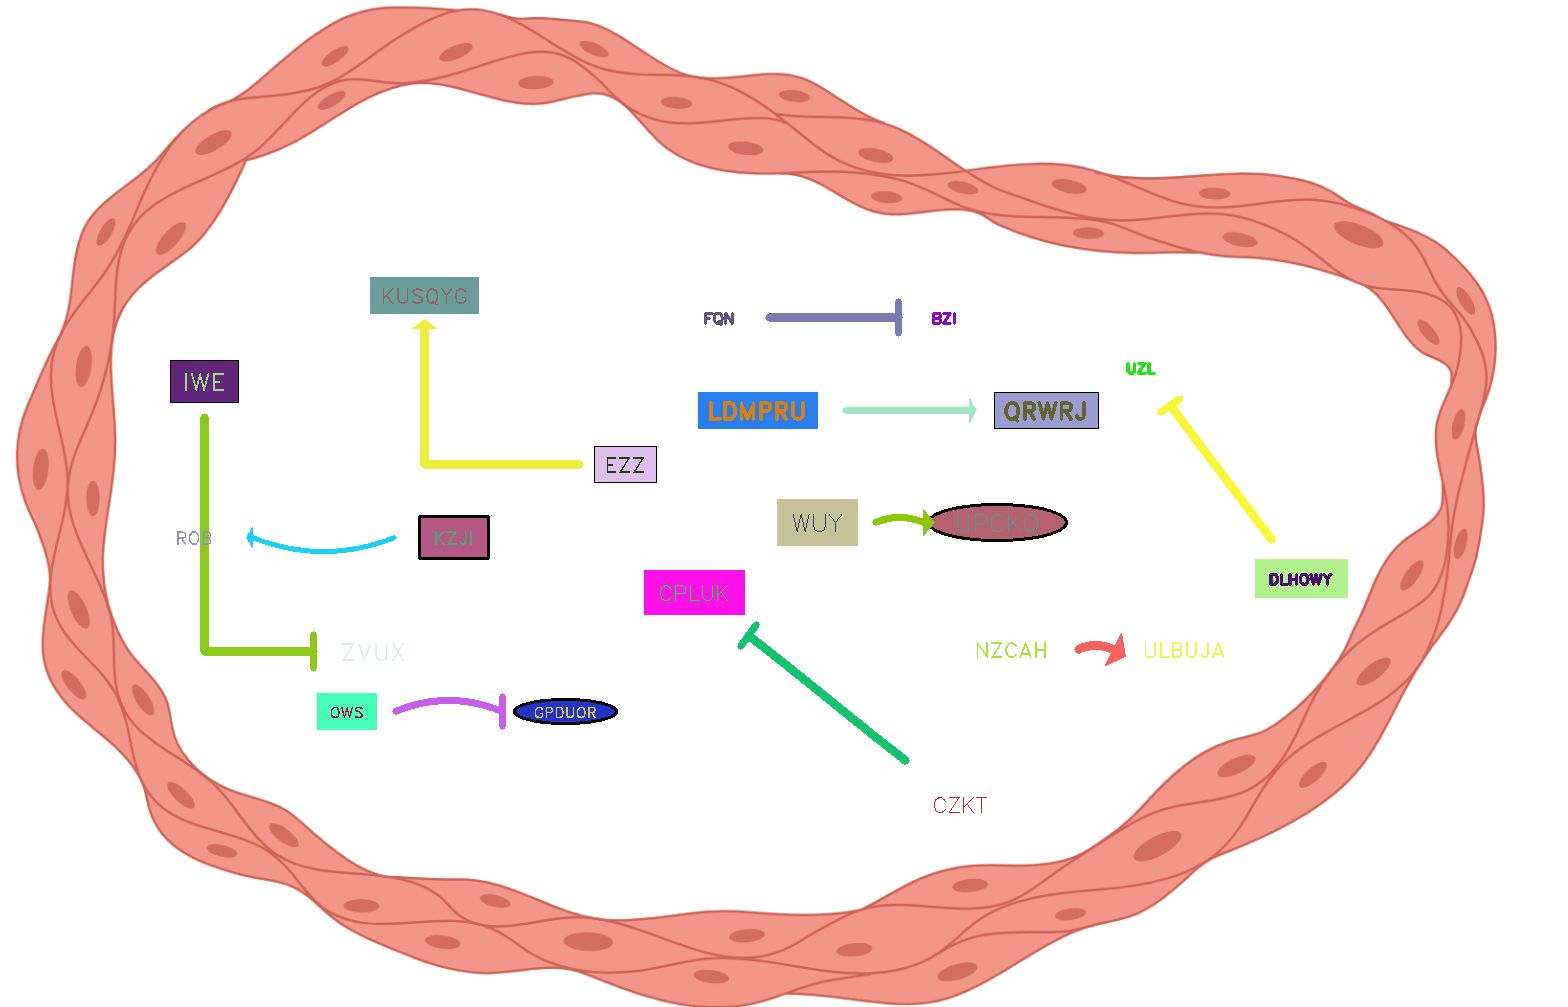 KUSQYG
FQN
BZI
UZL
IWE
LDMPRU
QRWRJ
EZZ
WUY
ROB
KZJI
DLHOWY
CPLUK
ZVUX
NZCAH
ULBUJA
OWS
GPDUOR
CZKT